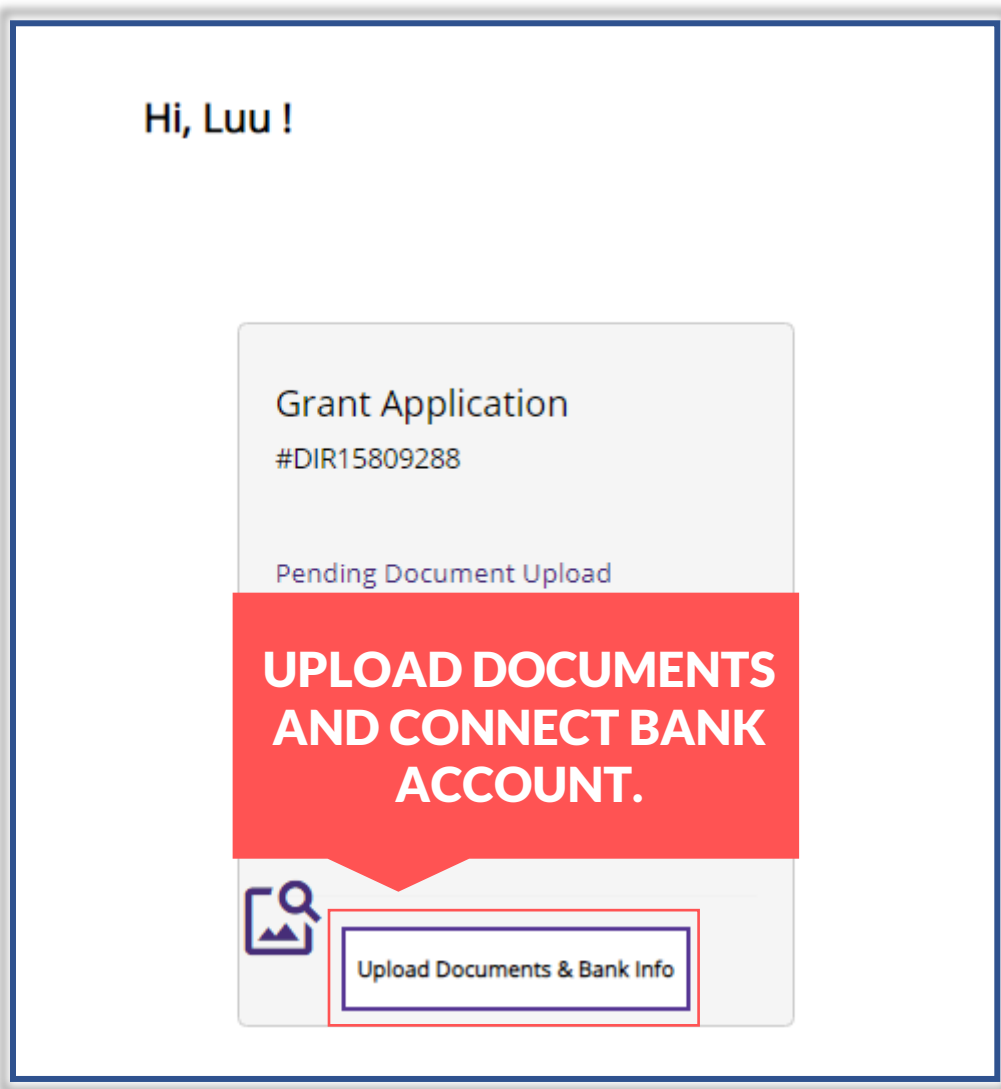 Hi, Luu !
Grant Application
#DIR15809288
Pending Document Upload
UPLOAD DOCUMENTS
AND CONNECT BANK
ACCOUNT.
Upload Documents & Bank Info